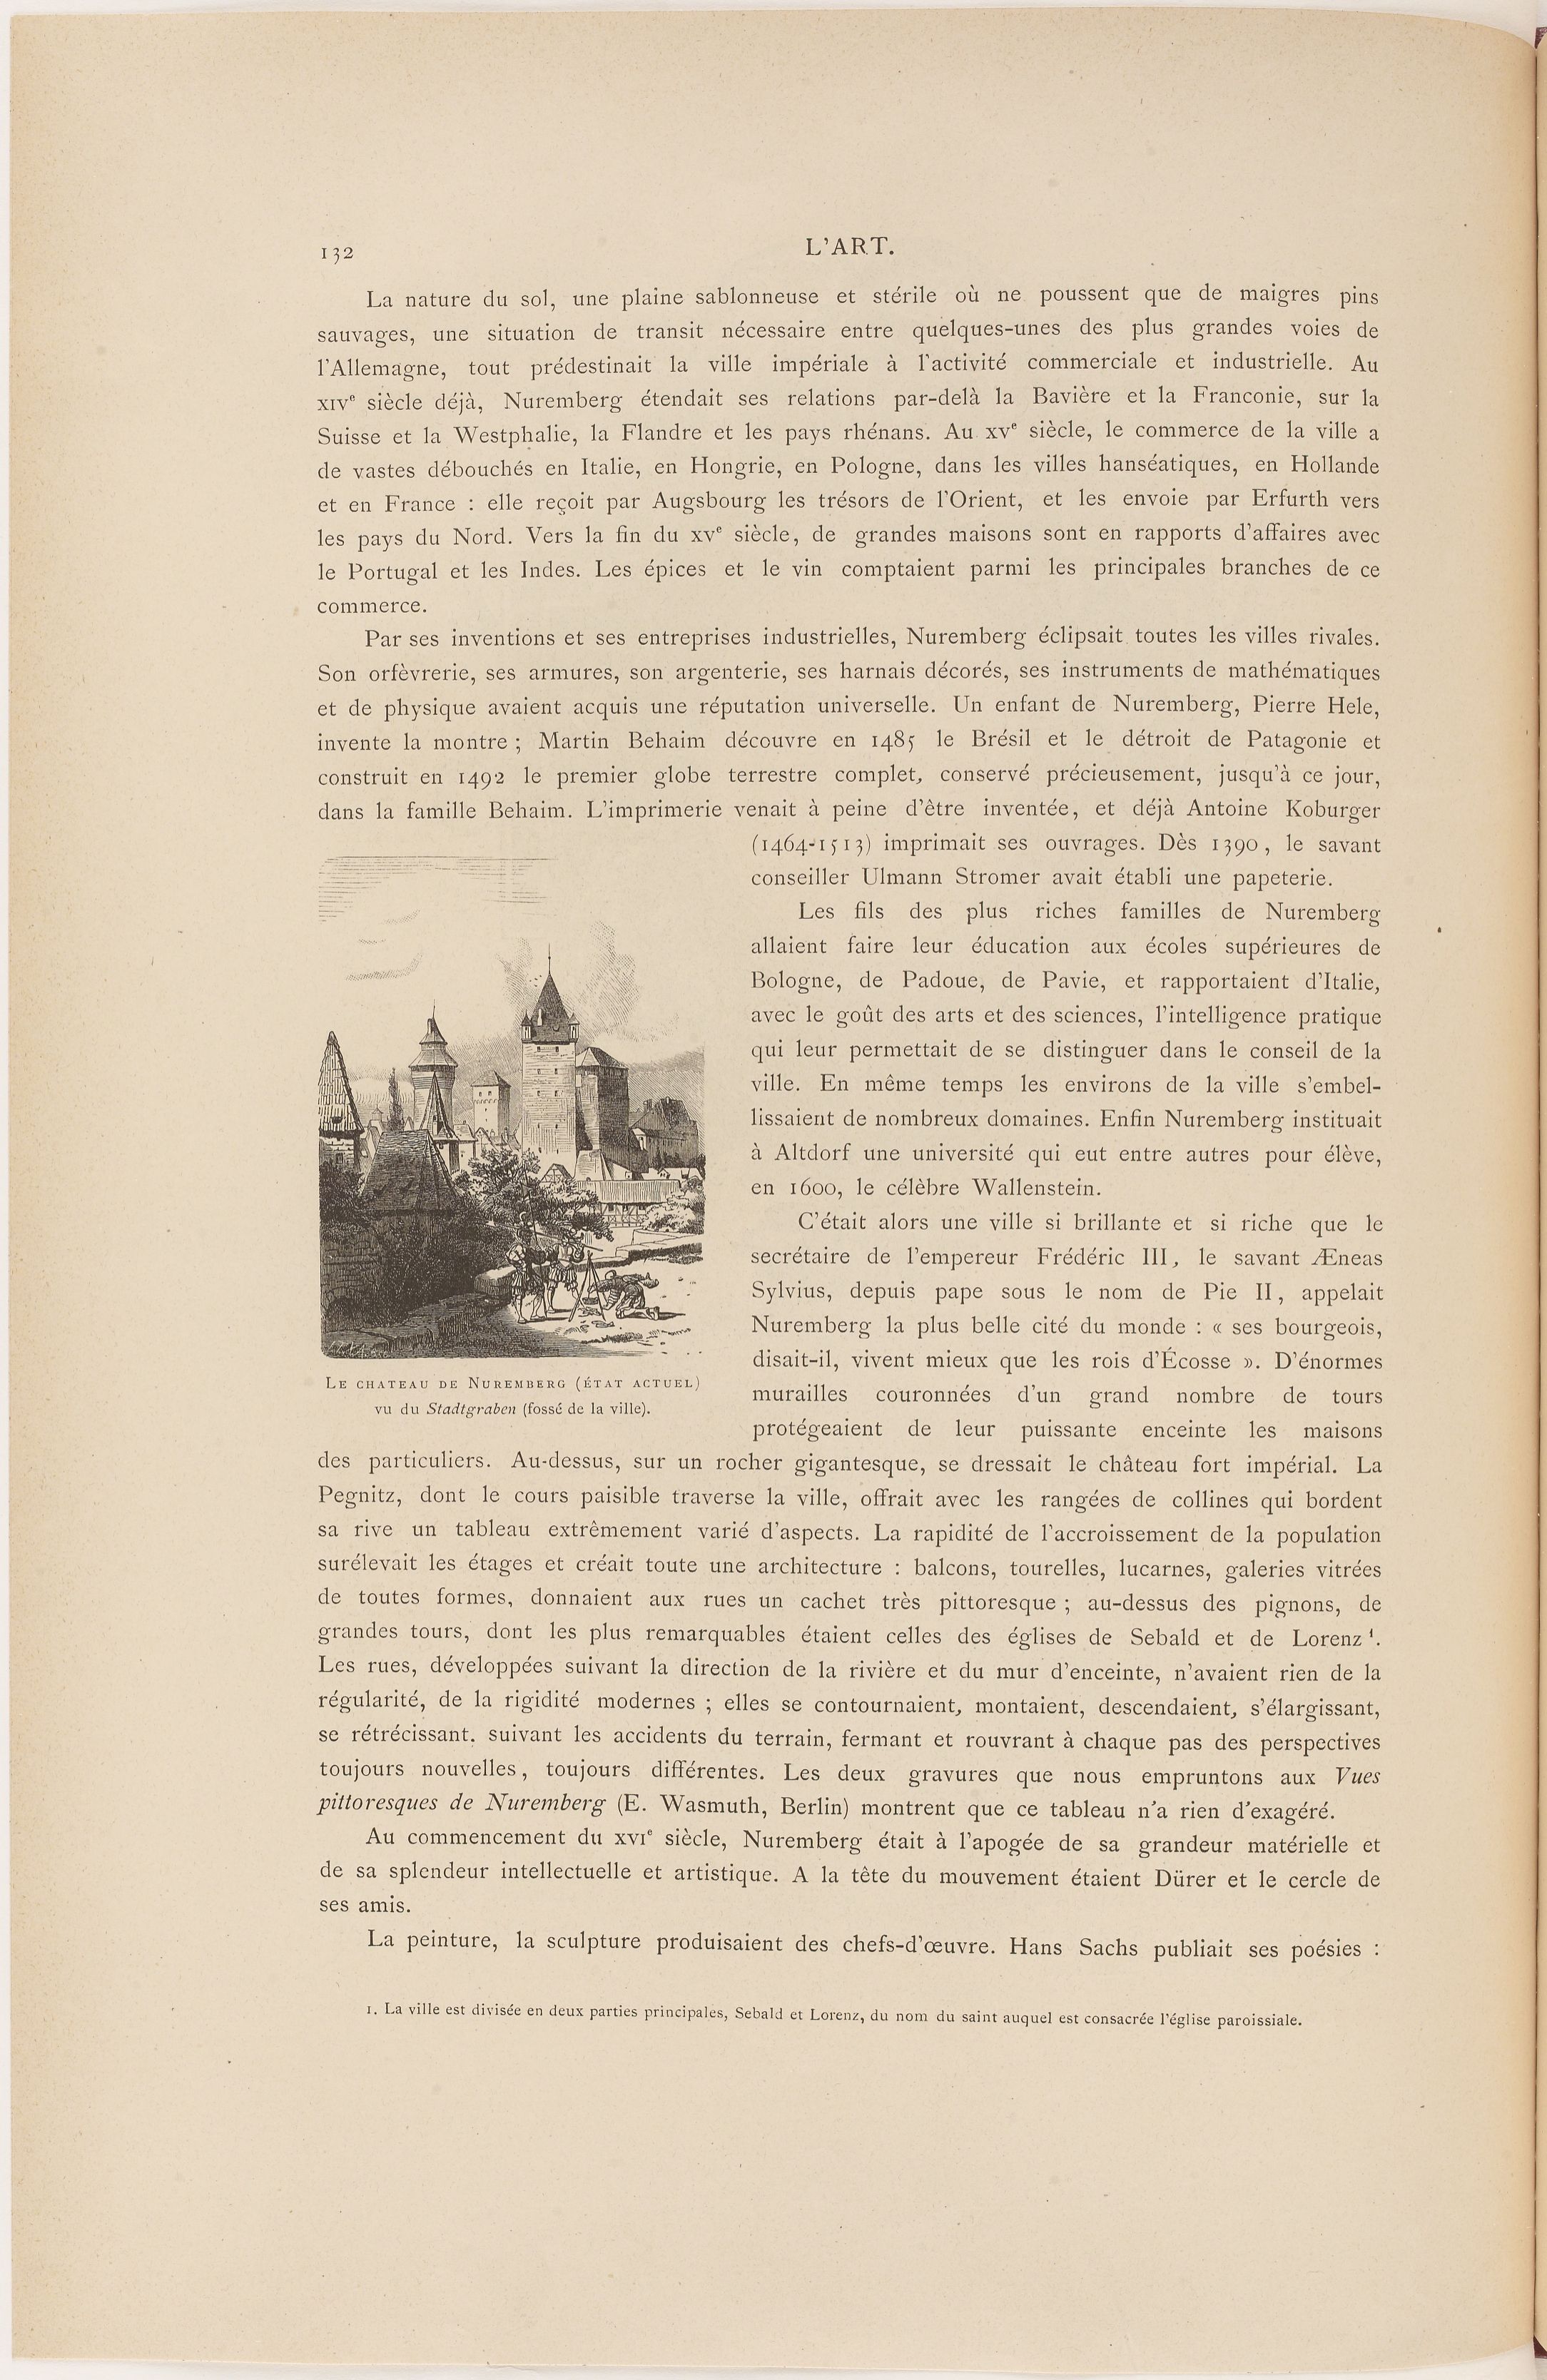 132
L'ART.
La nature du sol, une plaine sablonneuse et stérile où ne poussent que de maigres pins
sauvages, une situation de transit nécessaire entre quelques-unes des plus grandes voies de
l'Allemagne, tout prédestinait la ville impériale à l'activité commerciale et industrielle. Au
XIVe siècle déjà, Nuremberg étendait ses relations par-delà la Bavière et la Franconie, sur la
Suisse et la Westphalie, la Flandre et les pays rhénans. Au XVe siècle, le commerce de la ville a
de vastes débouchés en Italie, en Hongrie, en Pologne, dans les villes hanséatiques, en Hollande
et en France : elle reçoit par Augsbourg les trésors de l'Orient, et les envoie par Erfurth vers
les pays du Nord. Vers la fin du XVe siècle, de grandes maisons sont en rapports d'affaires avec
le Portugal et les Indes. Les épices et le vin comptaient parmi les principales branches de ce
commerce.
Par ses inventions et ses entreprises industrielles, Nuremberg éclipsait toutes les villes rivales.
Son orfèvrerie, ses armures, son argenterie, ses harnais décorés, ses instruments de mathématiques
et de physique avaient acquis une réputation universelle. Un enfant de Nuremberg, Pierre Hele,
invente la montre ; Martin Behaim découvre en 1485 le Brésil et le détroit de Patagonie et
construit en 1492 le premier globe terrestre complet, conservé précieusement, jusqu'à ce jour,
dans la famille Behaim. L'imprimerie venait à peine d'être inventée, et déjà Antoine Koburger
(1464-1513) imprimait ses ouvrages. Dès 1390, le savant
conseiller Ulmann Stromer avait établi une papeterie.
Les fils des plus riches familles de Nuremberg
allaient faire leur éducation aux écoles supérieures de
Bologne, de Padoue, de Pavie, et rapportaient d'Italie,
avec le goût des arts et des sciences, l'intelligence pratique
qui leur permettait de se distinguer dans le conseil de la
ville. En même temps les environs de la ville s'embel-
lissaient de nombreux domaines. Enfin Nuremberg instituait
à Altdorf une université qui eut entre autres pour élève,
en 1600, le célèbre Wallenstein.
C'était alors une ville si brillante et si riche que le
secrétaire de l'empereur Frédéric III, le savant Æneas
Sylvius, depuis pape sous le nom de Pie II, appelait
Nuremberg la plus belle cité du monde : « ses bourgeois,
disait-il, vivent mieux que les rois d'Écosse ». D'énormes
murailles couronnées d'un grand nombre de tours
protégeaient de leur puissante enceinte les maisons
LE CHATEAU DE NUREMBERG (ÉTAT ACTUEL)
vu du Stadtgraben (fossé de la ville).
des particuliers. Au-dessus, sur un rocher gigantesque, se dressait le château fort impérial. La
Pegnitz, dont le cours paisible traverse la ville, offrait avec les rangées de collines qui bordent
sa rive un tableau extrêmement varié d'aspects. La rapidité de l'accroissement de la population
surélevait les étages et créait toute une architecture : balcons, tourelles, lucarnes, galeries vitrées
de toutes formes, donnaient aux rues un cachet très pittoresque ; au-dessus des pignons, de
grandes tours, dont les plus remarquables étaient celles des églises de Sebald et de Lorenz 1.
Les rues, développées suivant la direction de la rivière et du mur d'enceinte, n'avaient rien de la
régularité, de la rigidité modernes ; elles se contournaient, montaient, descendaient, s'élargissant,
se rétrécissant, suivant les accidents du terrain, fermant et rouvrant à chaque pas des perspectives
toujours nouvelles, toujours différentes. Les deux gravures que nous empruntons aux Vues
pittoresques de Nuremberg (E. Wasmuth, Berlin) montrent que ce tableau n'a rien d'exagéré.
Au commencement du XVIe siècle, Nuremberg était à l'apogée de sa grandeur matérielle et
de sa splendeur intellectuelle et artistique. A la tête du mouvement étaient Dürer et le cercle de
ses amis.
La peinture, la sculpture produisaient des chefs-d'œuvre. Hans Sachs publiait ses poésies :
1. La ville est divisée en deux parties principales, Sebald et Lorenz, du nom du saint auquel est consacrée l'église paroissiale.